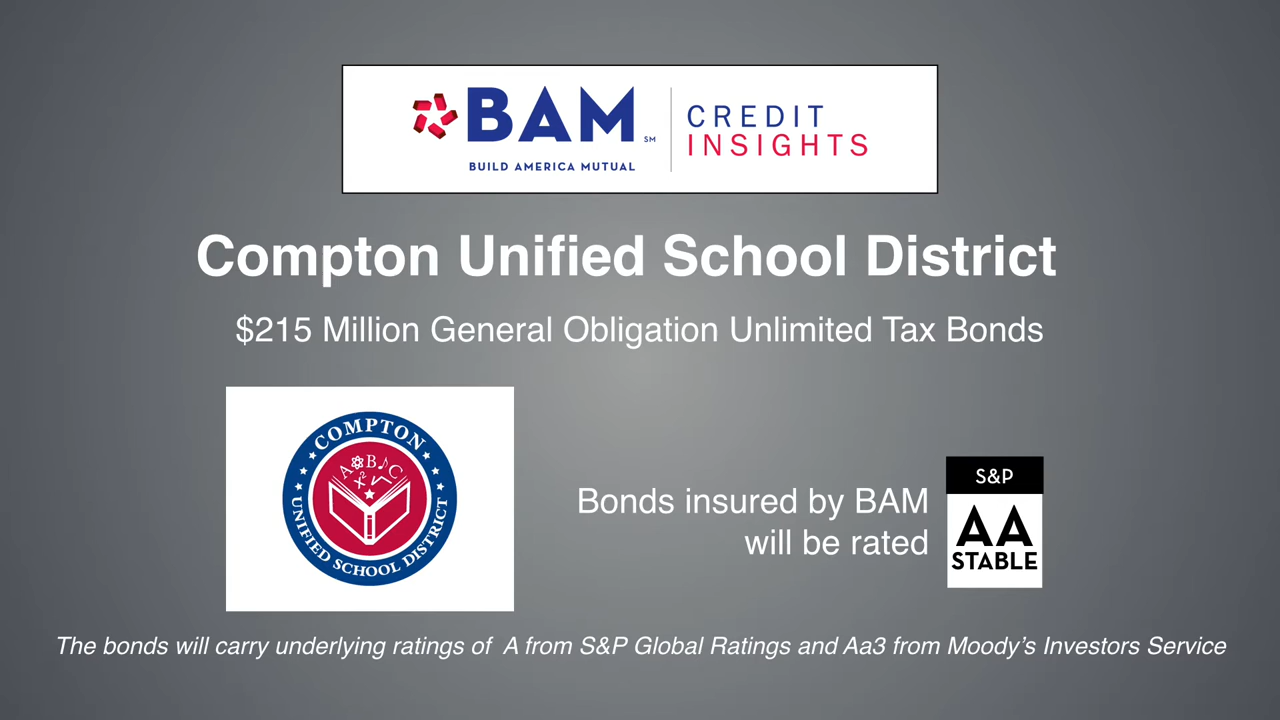 BAM SM
BUILD AMERICA MUTUAL
CREDIT
INSIGHTS
Compton Unified School District
$215 Million General Obligation Unlimited Tax Bonds
COMPTON
A B C
x²
UNIFIED SCHOOL DISTRICT
Bonds insured by BAM
will be rated
S&P
AA
STABLE
The bonds will carry underlying ratings of A from S&P Global Ratings and Aa3 from Moody's Investors Service